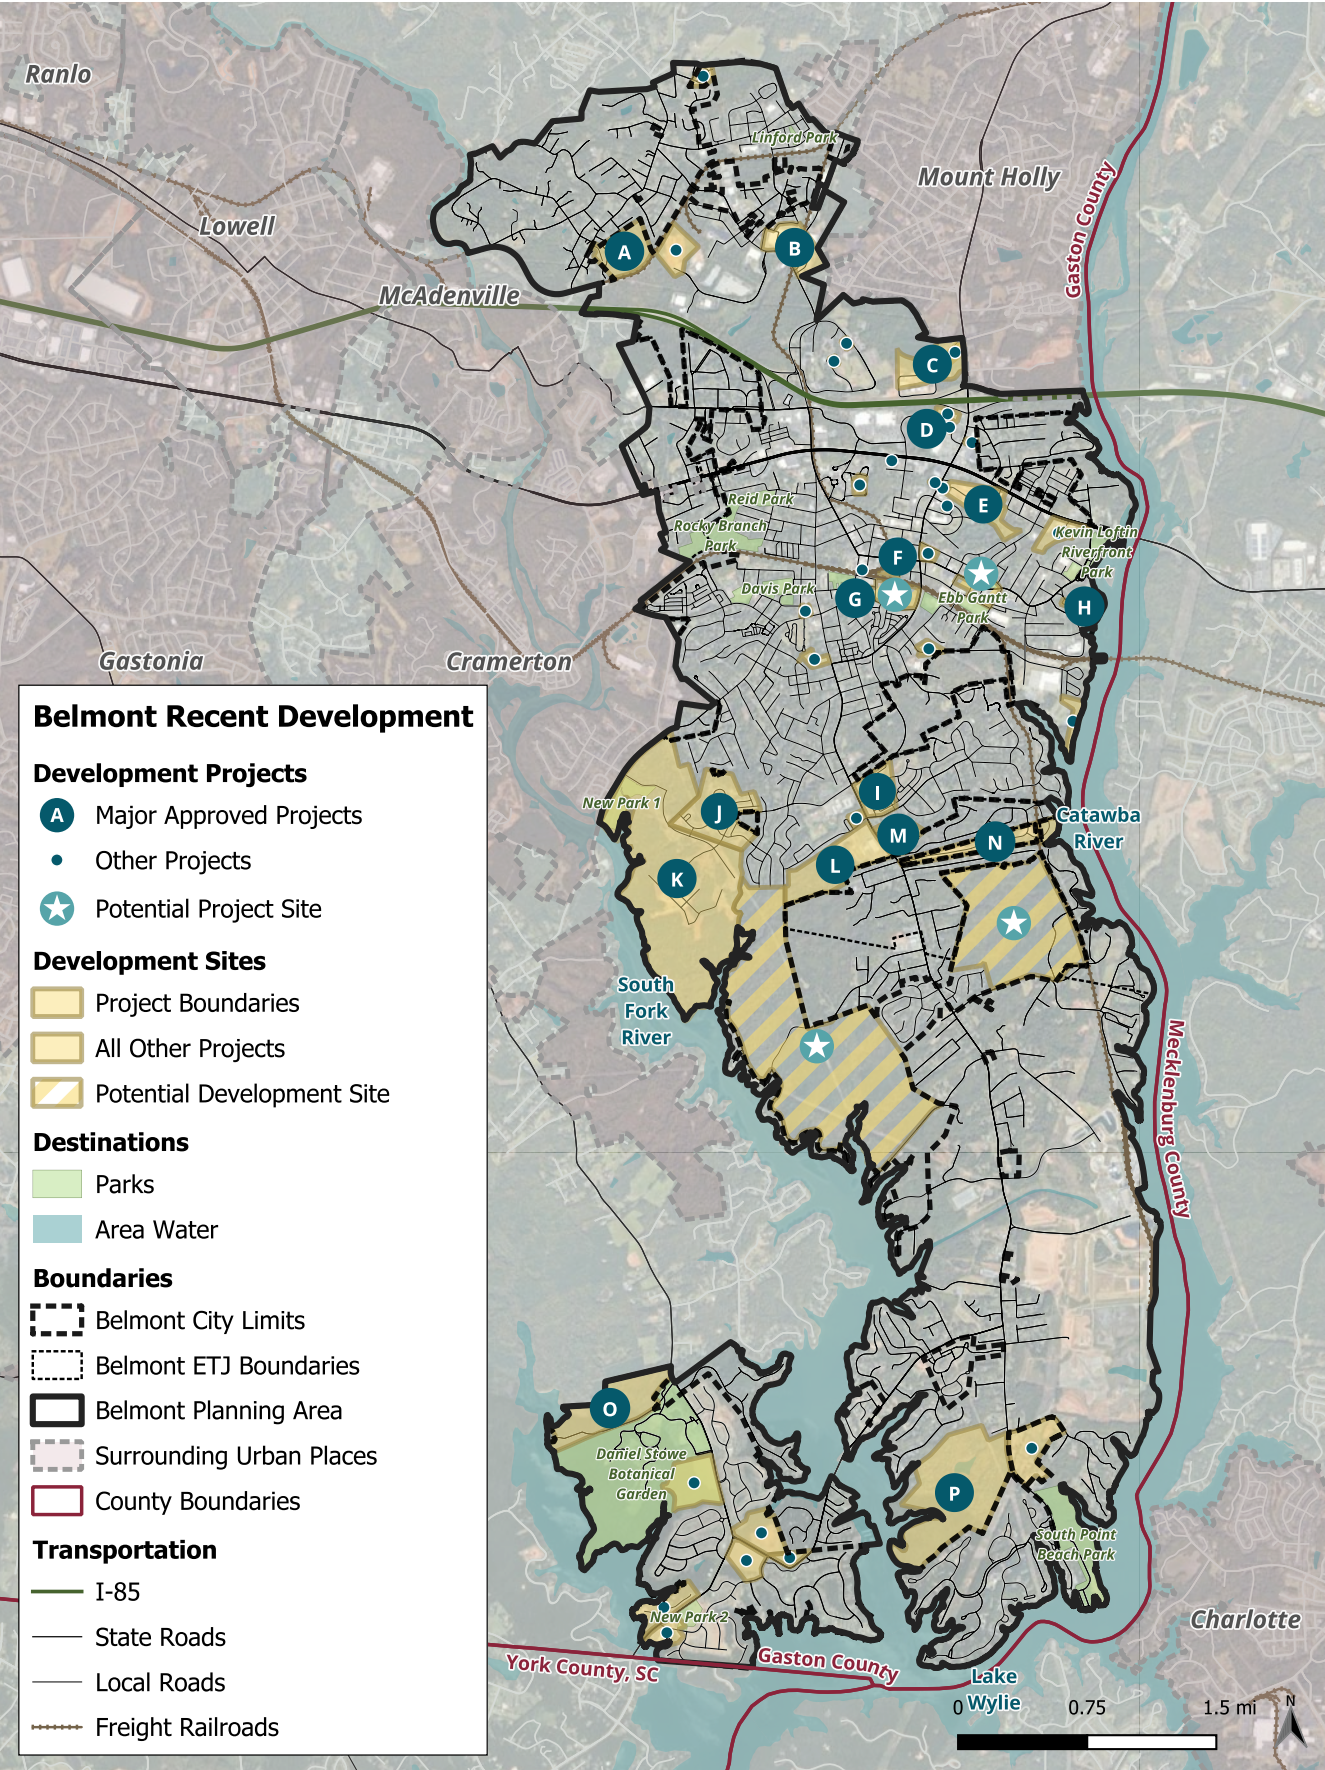 Ranlo
Linford Park
Mount Holly
Gaston County
Lowell
A
B
McAdenville
C
D
Reid Park
E
Rocky Branch
Park
Kevin Loftin
Riverfront
Park
F
Davis Park
G
Ebb Gantt
Park
H
Gastonia
Cramerton
Belmont Recent Development
Development Projects
A Major Approved Projects
Other Projects
Potential Project Site
Development Sites
Project Boundaries
All Other Projects
Potential Development Site
Destinations
Parks
Area Water
Boundaries
Belmont City Limits
Belmont ETJ Boundaries
Belmont Planning Area
Surrounding Urban Places
County Boundaries
Transportation
I-85
State Roads
Local Roads
Freight Railroads
New Park 1
J
I
Catawba
River
M
N
L
K
South
Fork
River
Mecklenburg County
O
Daniel Stowe
Botanical
Garden
P
South Point
Beach Park
New Park 2
Charlotte
York County, SC
Gaston County
Lake
Wylie
0 0.75 1.5 mi
N